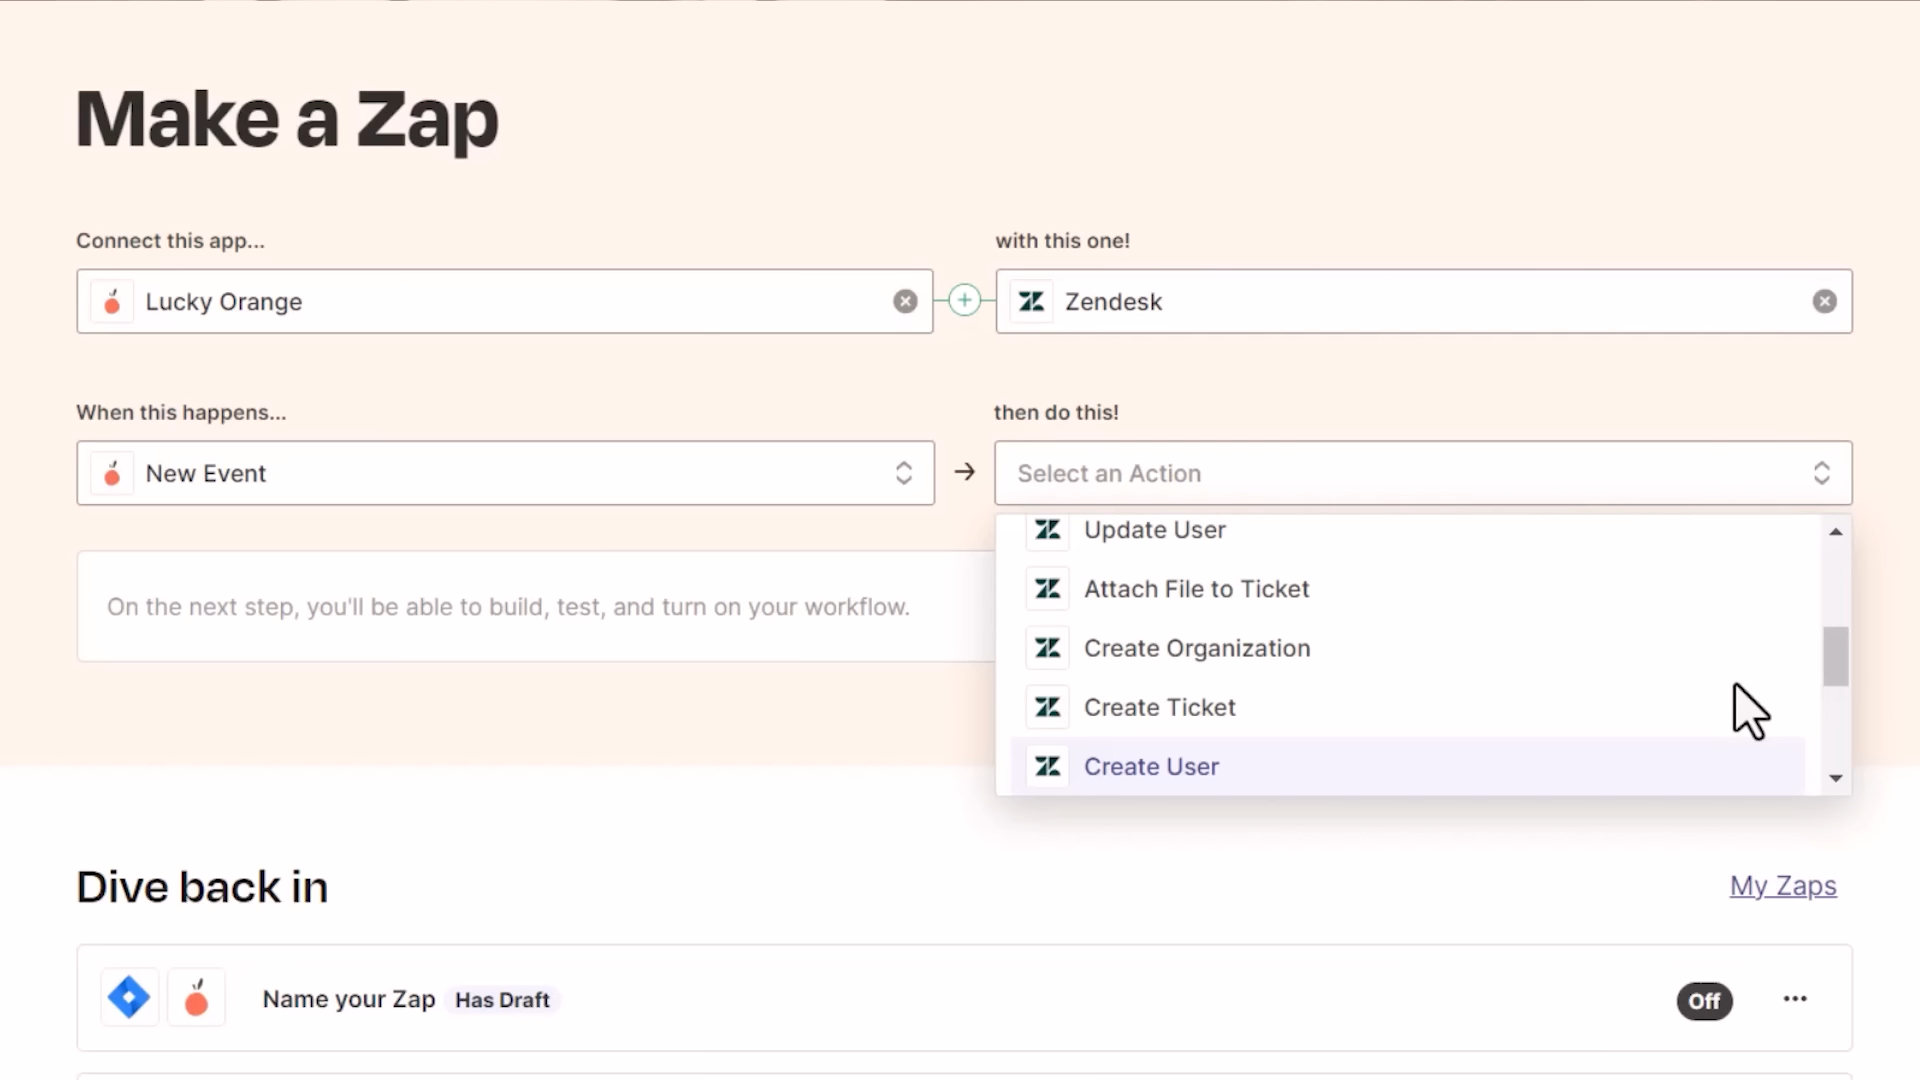 Make a Zap
Connect this app...
with this one!
Lucky Orange
Zendesk
When this happens...
then do this!
New Event
Select an Action
Update User
Attach File to Ticket
Create Organization
Create Ticket
Create User
On the next step, you'll be able to build, test, and turn on your workflow.
Dive back in
My Zaps
Name your Zap Has Draft
Off